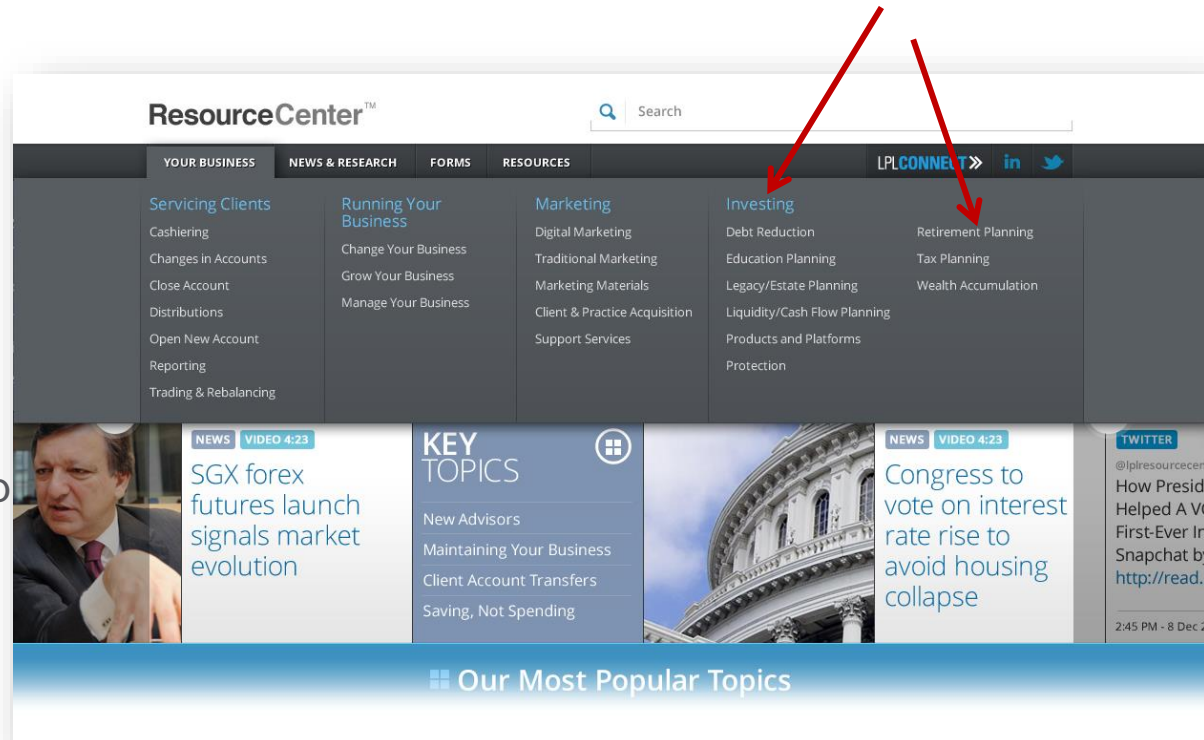 ResourceCenter™
Search
YOUR BUSINESS NEWS & RESEARCH FORMS RESOURCES
LPLCONNECT
in
Servicing Clients
Cashiering
Changes in Accounts
Close Account
Distributions
Open New Account
Reporting
Trading & Rebalancing
Running Your
Business
Change Your Business
Grow Your Business
Manage Your Business
Marketing
Digital Marketing
Traditional Marketing
Marketing Materials
Client & Practice Acquisition
Support Services
Investing
Debt Reduction
Education Planning
Legacy/Estate Planning
Liquidity/Cash Flow Planning
Products and Platforms
Protection
Retirement Planning
Tax Planning
Wealth Accumulation
NEWS VIDEO 4:23
SGX forex
futures launch
signals market
evolution
KEY
TOPICS
New Advisors
Maintaining Your Business
Client Account Transfers
Saving, Not Spending
NEWS VIDEO 4:23
Congress to
vote on interest
rate rise to
avoid housing
collapse
TWITTER
@lplresourcecen
How Presid
Helped A VC
First-Ever In
Snapchat by
http://read.
2:45 PM - 8 Dec 2
Our Most Popular Topics